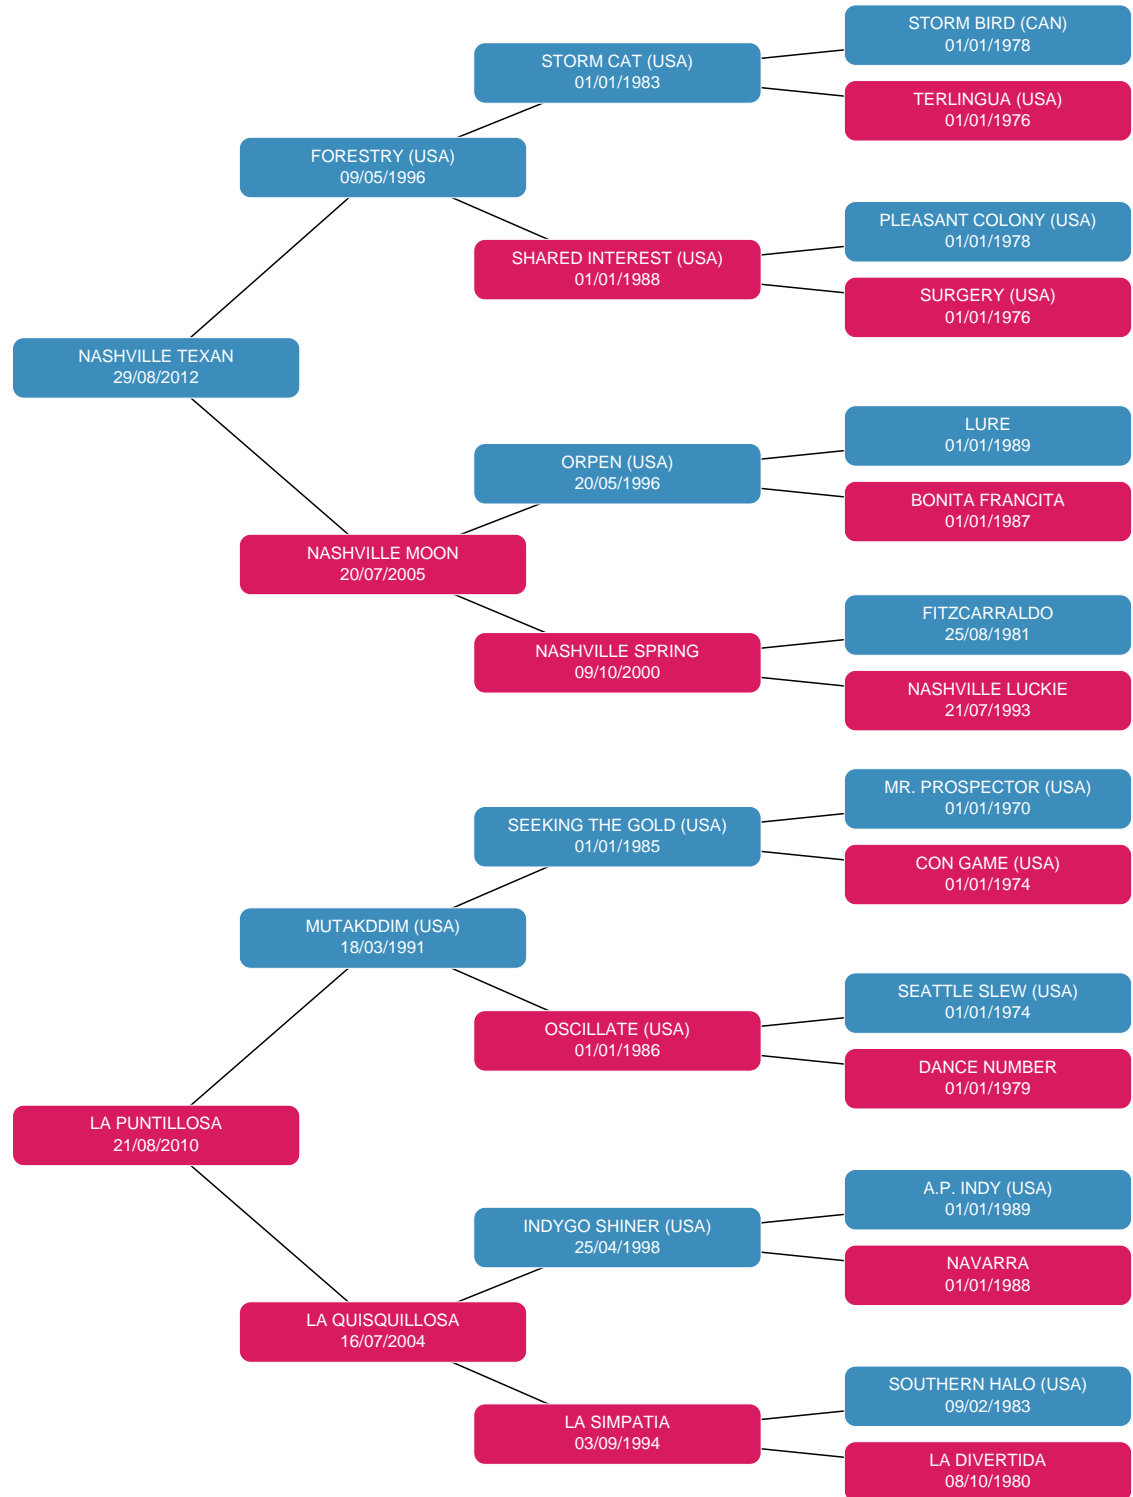 STORM BIRD (CAN)
01/01/1978
STORM CAT (USA)
01/01/1983
TERLINGUA (USA)
01/01/1976
FORESTRY (USA)
09/05/1996
PLEASANT COLONY (USA)
01/01/1978
SHARED INTEREST (USA)
01/01/1988
SURGERY (USA)
01/01/1976
NASHVILLE TEXAN
29/08/2012
LURE
01/01/1989
ORPEN (USA)
20/05/1996
BONITA FRANCITA
01/01/1987
NASHVILLE MOON
20/07/2005
FITZCARRALDO
25/08/1981
NASHVILLE SPRING
09/10/2000
NASHVILLE LUCKIE
21/07/1993
MR. PROSPECTOR (USA)
01/01/1970
SEEKING THE GOLD (USA)
01/01/1985
CON GAME (USA)
01/01/1974
MUTAKDDIM (USA)
18/03/1991
SEATTLE SLEW (USA)
01/01/1974
OSCILLATE (USA)
01/01/1986
DANCE NUMBER
01/01/1979
LA PUNTILLOSA
21/08/2010
A.P. INDY (USA)
01/01/1989
INDYGO SHINER (USA)
25/04/1998
NAVARRA
01/01/1988
LA QUISQUILLOSA
16/07/2004
SOUTHERN HALO (USA)
09/02/1983
LA SIMPATIA
03/09/1994
LA DIVERTIDA
08/10/1980